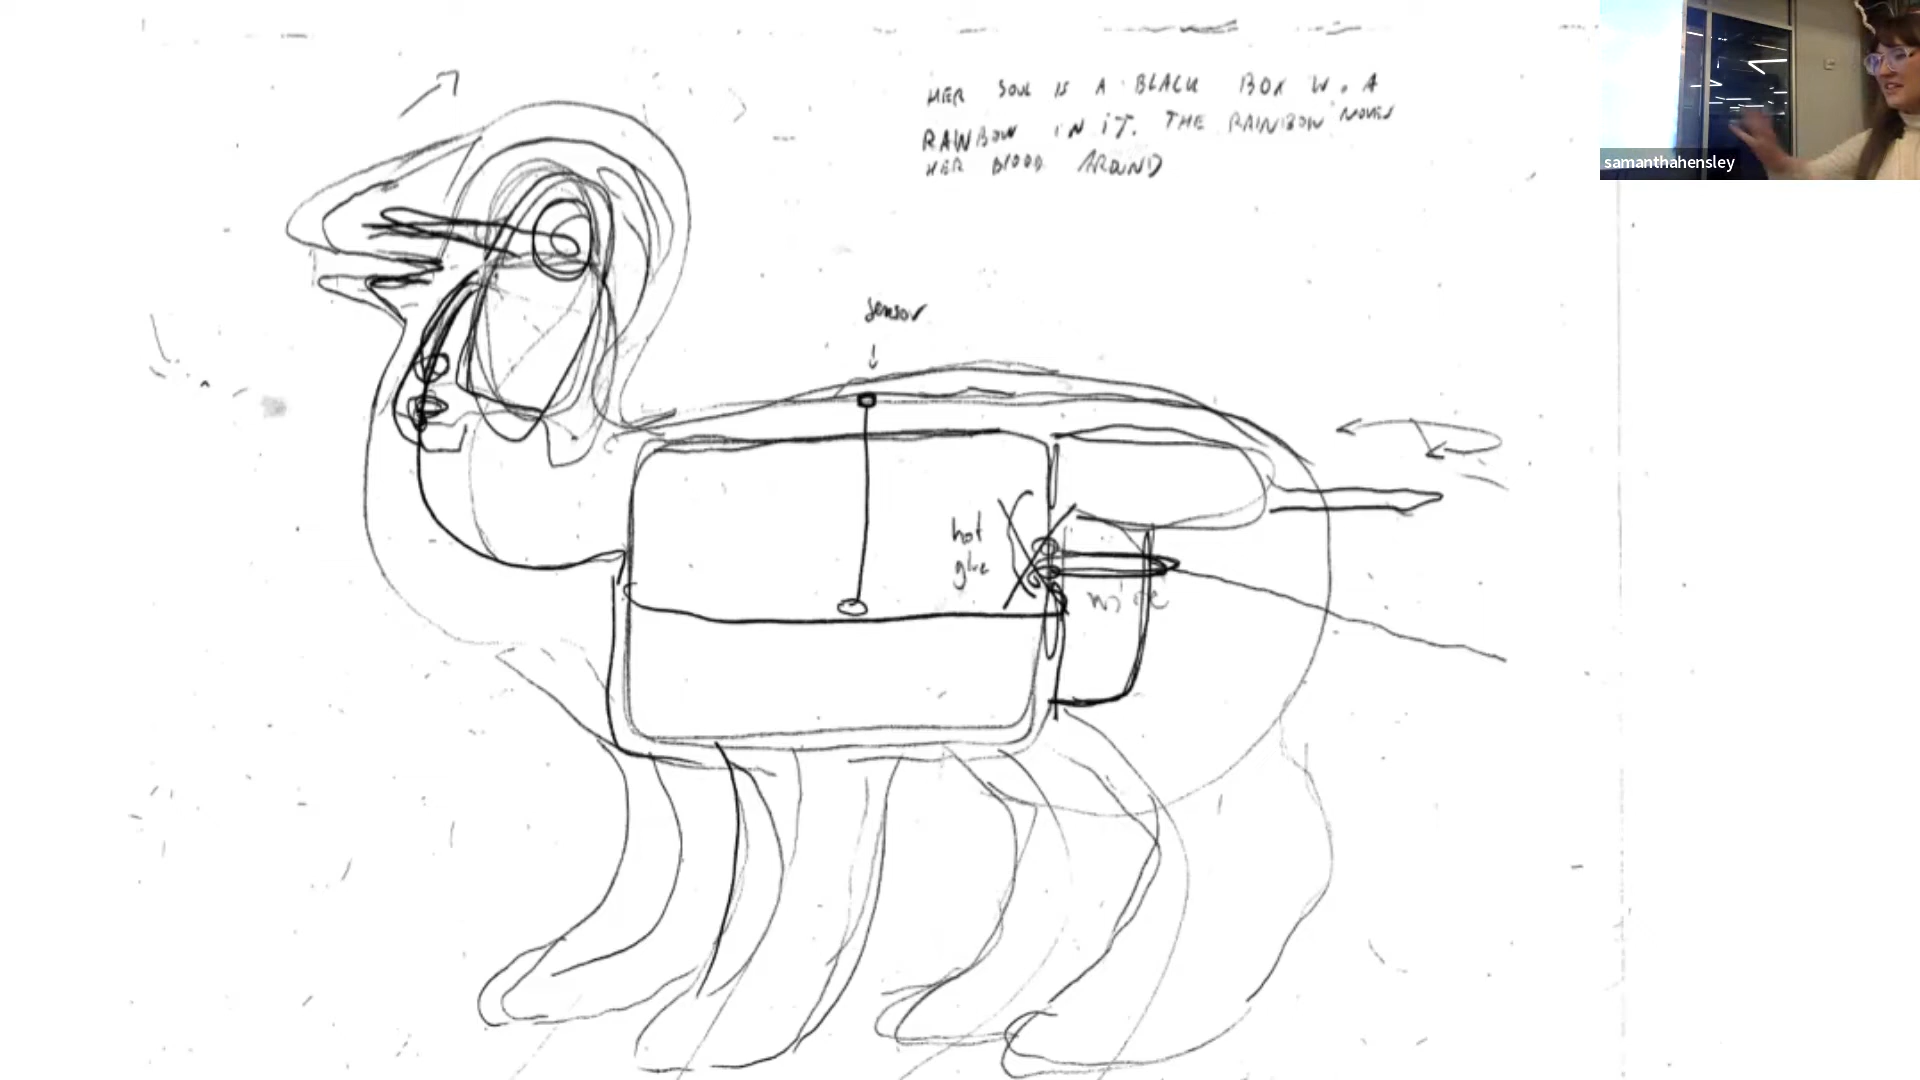 HER SOUL IS A BLACK BOX W. A
RAINBOW IN IT. THE RAINBOW MOVES
HER BLOOD AROUND
samanthahensley
sensor
hot
glue